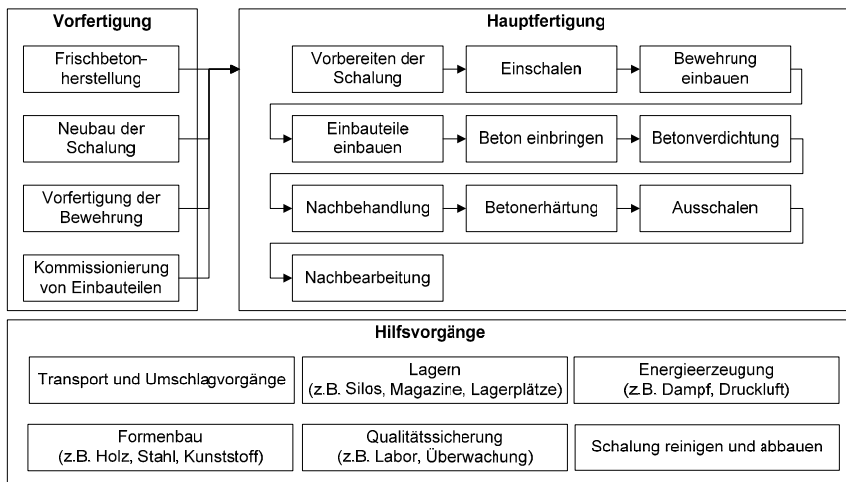 Vorfertigung
Frischbeton-
herstellung
Neubau der
Schalung
Vorfertigung der
Bewehrung
Kommissionierung
von Einbauteilen
Hauptfertigung
Vorbereiten der
Schalung
Einschalen
Bewehrung
einbauen
Einbauteile
einbauen
Beton einbringen
Betonverdichtung
Nachbehandlung
Betonerhärtung
Ausschalen
Nachbearbeitung
Hilfsvorgänge
Transport und Umschlagvorgänge
Lagern
(z.B. Silos, Magazine, Lagerplätze)
Energieerzeugung
(z.B. Dampf, Druckluft)
Formenbau
(z.B. Holz, Stahl, Kunststoff)
Qualitätssicherung
(z.B. Labor, Überwachung)
Schalung reinigen und abbauen